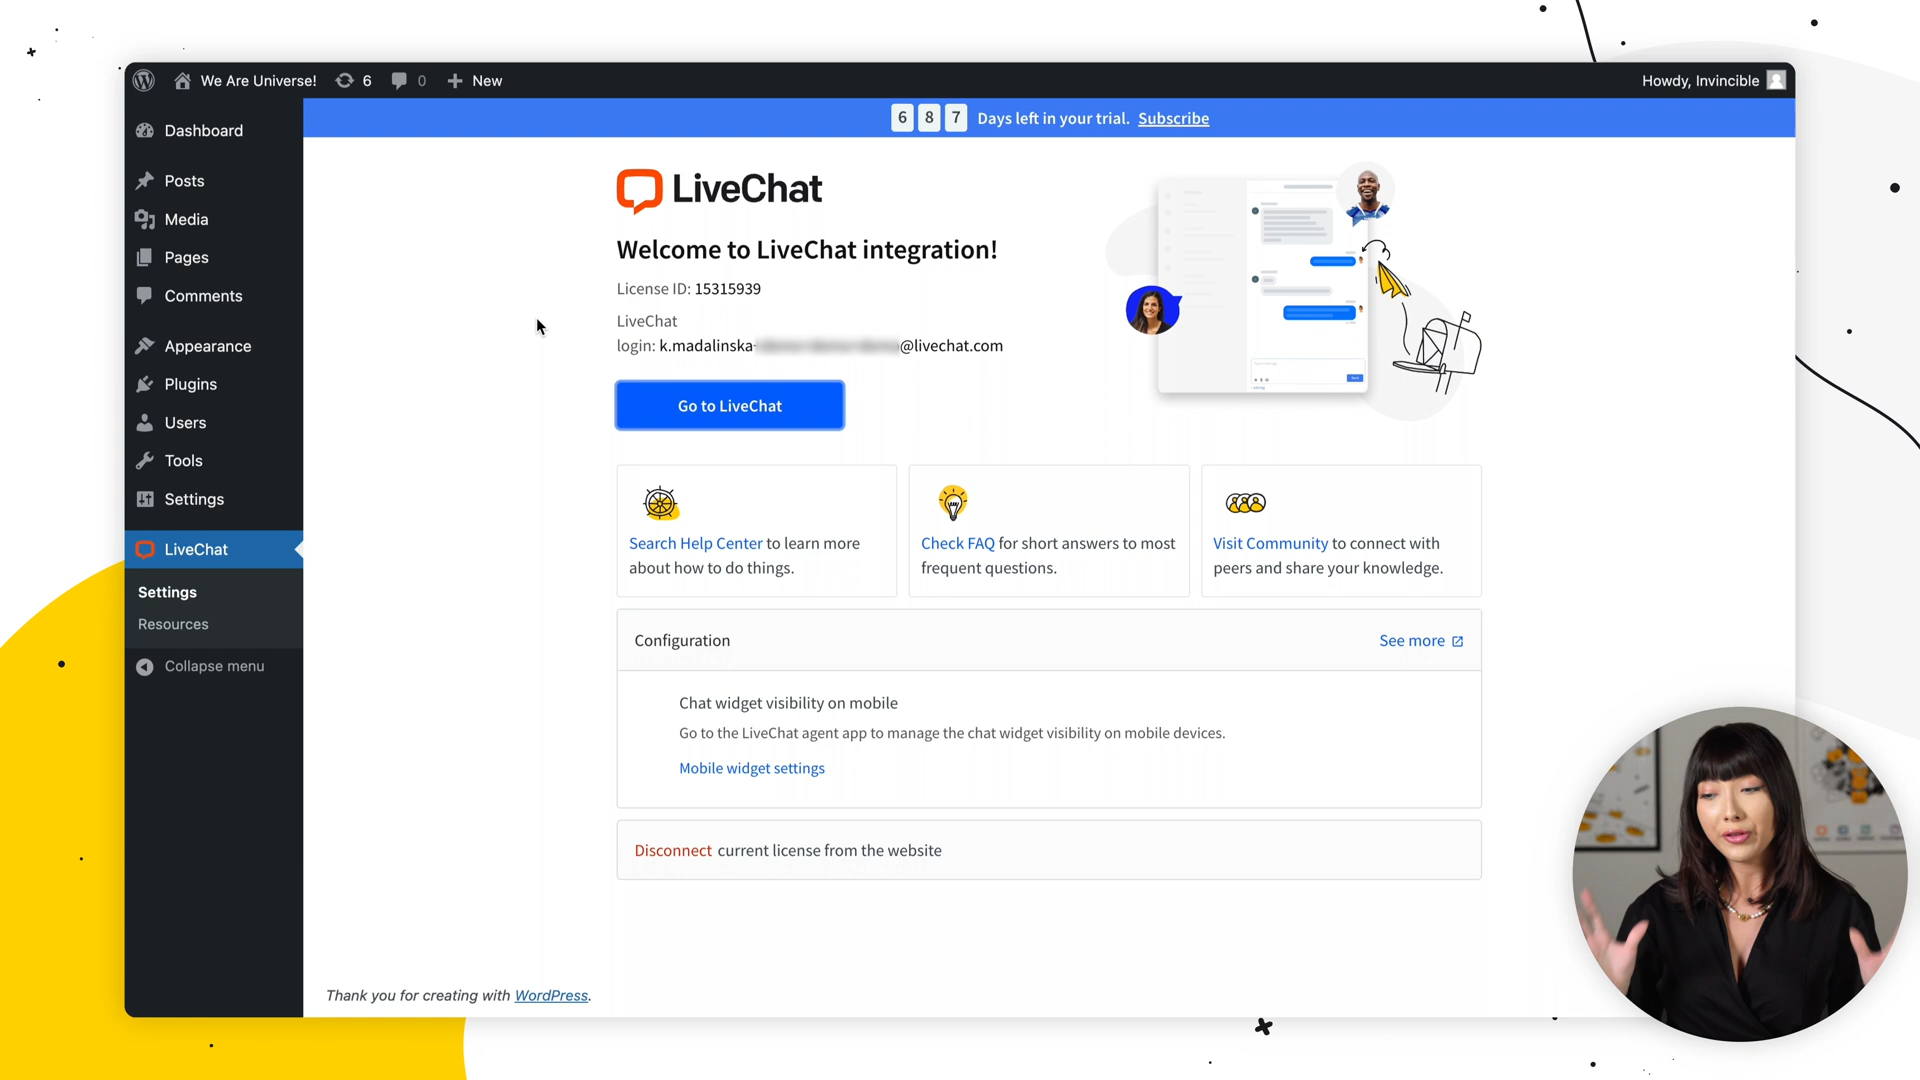 We Are Universe! 6 0 New Howdy, Invincible
6 8 7 Days left in your trial. Subscribe
Dashboard
Posts
Media
Pages
Comments
Appearance
Plugins
Users
Tools
Settings
LiveChat
Settings
Resources
Collapse menu
LiveChat
Welcome to LiveChat integration!
License ID: 15315939
LiveChat
login: k.madalinska- @livechat.com
Go to LiveChat
Search Help Center to learn more
about how to do things.
Check FAQ for short answers to most
frequent questions.
Visit Community to connect with
peers and share your knowledge.
Configuration See more
Chat widget visibility on mobile
Go to the LiveChat agent app to manage the chat widget visibility on mobile devices.
Mobile widget settings
Disconnect current license from the website
Thank you for creating with WordPress.